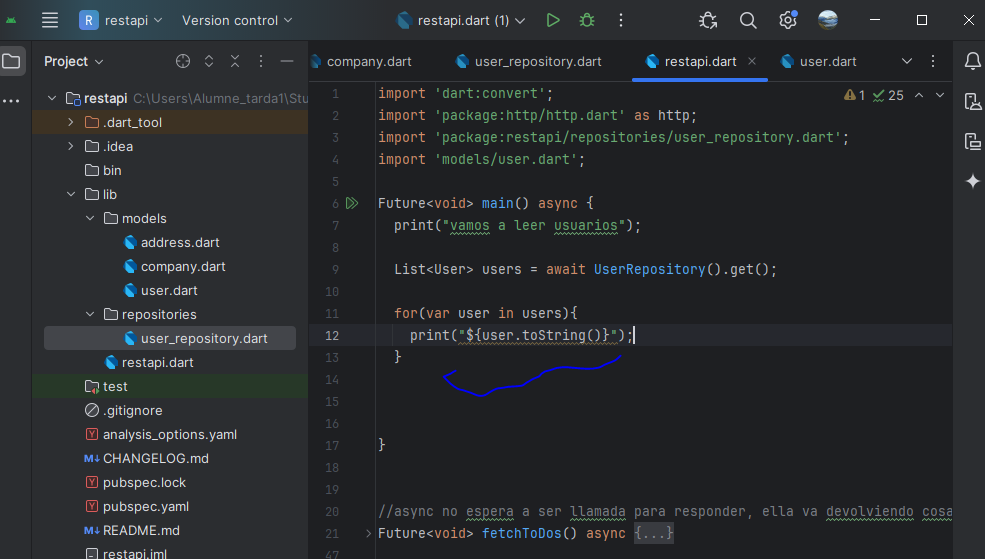 R restapi Version control restapi.dart (1)
Project
company.dart user_repository.dart restapi.dart user.dart
restapi C:\Users\Alumne_tarda1\Stu
.dart_tool
.idea
bin
lib
models
address.dart
company.dart
user.dart
repositories
user_repository.dart
restapi.dart
test
.gitignore
analysis_options.yaml
CHANGELOG.md
pubspec.lock
pubspec.yaml
README.md
restapi.iml
1 import 'dart:convert'; 1 25
2 import 'package:http/http.dart' as http;
3 import 'package:restapi/repositories/user_repository.dart';
4 import 'models/user.dart';
5
6 Future<void> main() async {
7 print("vamos a leer usuarios");
8
9 List<User> users = await UserRepository().get();
10
11 for(var user in users){
12 print("${user.toString()}");
13 }
14
15
16
17 }
18
19
20 //async no espera a ser llamada para responder, ella va devolviendo cosa
21 Future<void> fetchToDos() async {...}
47